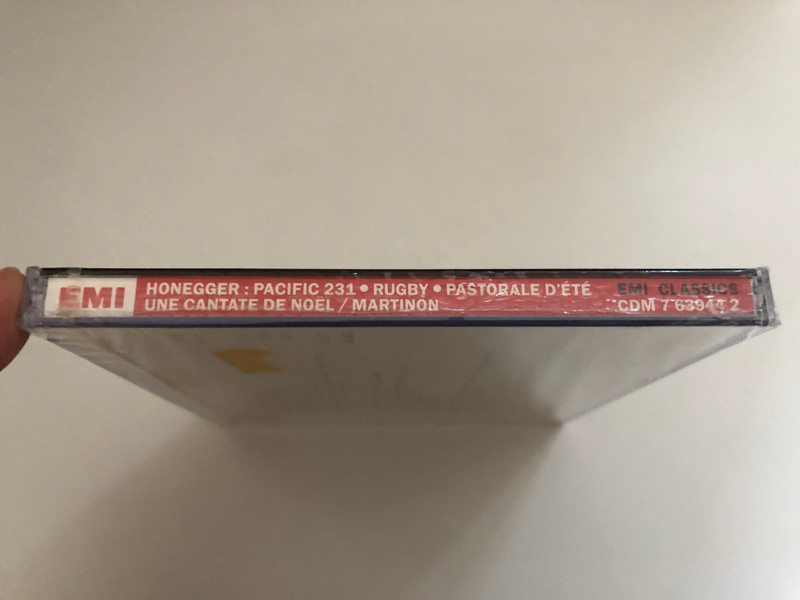 EMI
HONEGGER : PACIFIC 231 • RUGBY • PASTORALE D'ÉTÉ
UNE CANTATE DE NOËL / MARTINON
EMI CLASSICS
CDM 7 63944 2